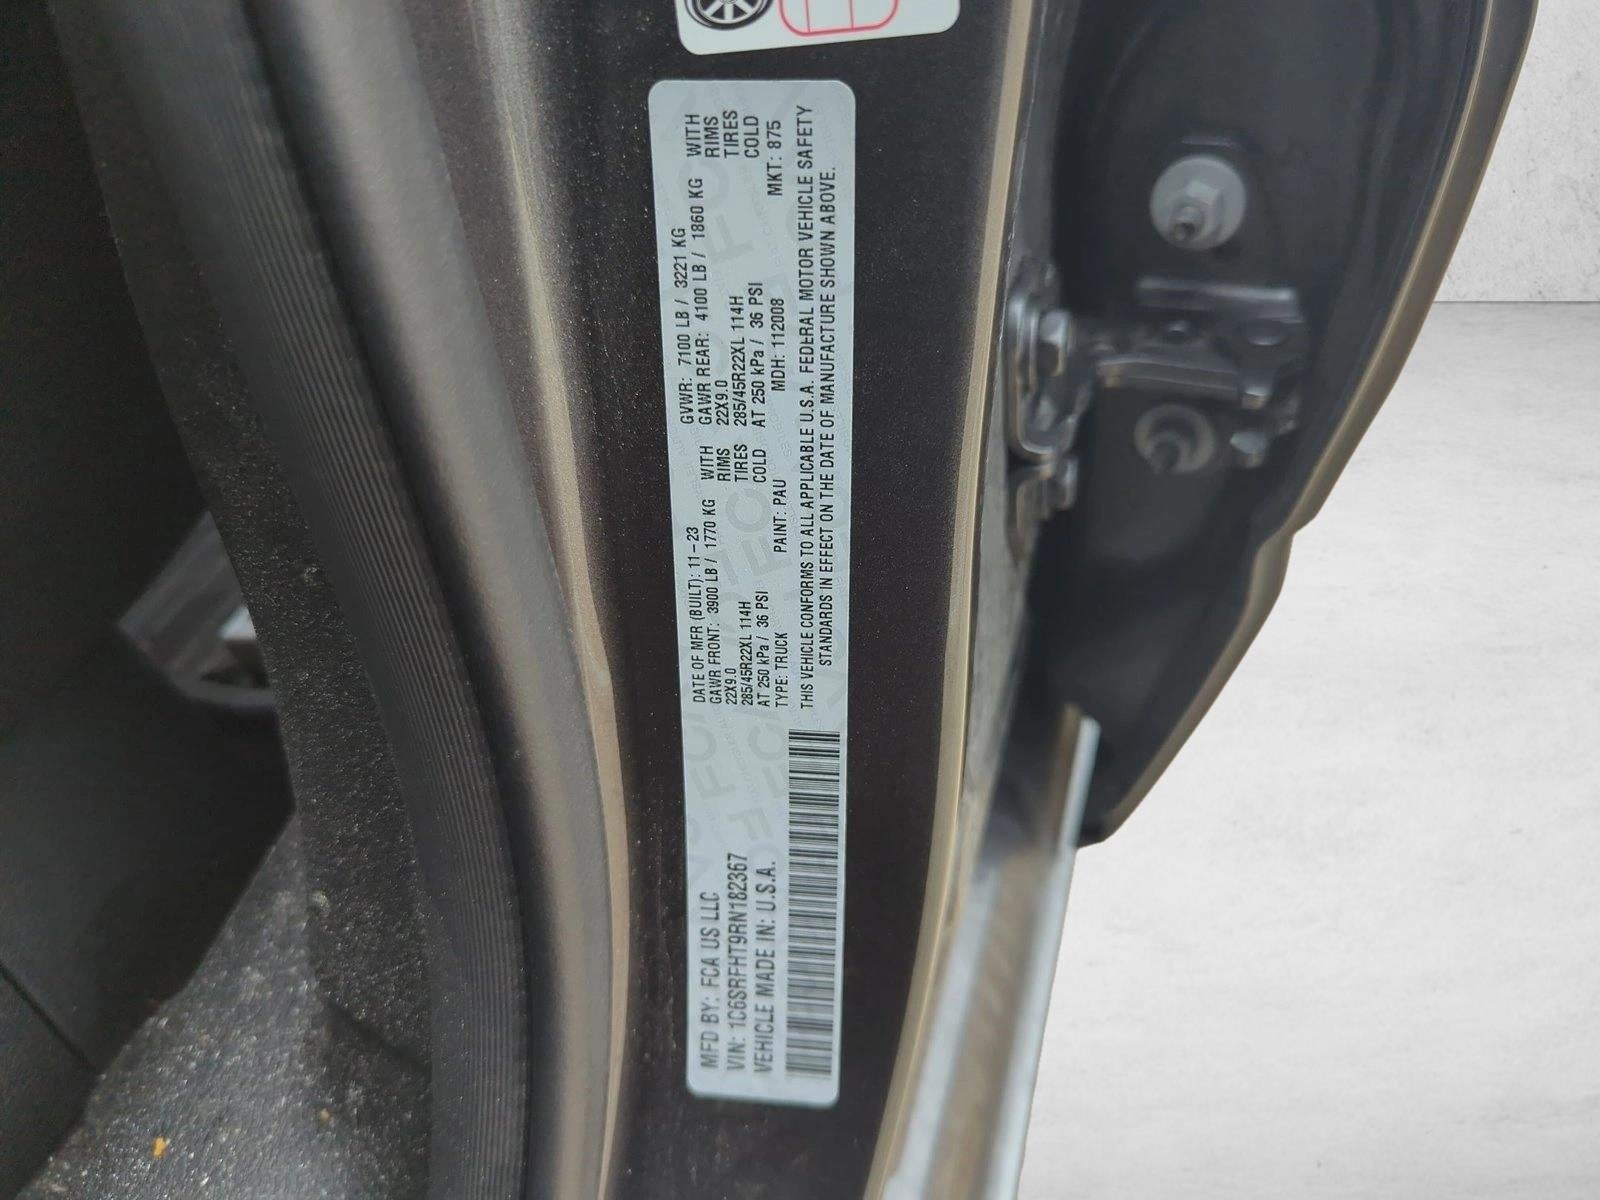 MFD BY: FCA US LLC
VIN: 1C6SRFHT9RN182367
VEHICLE MADE IN: U.S.A.
DATE OF MFR (BUILT): 11-23 GVWR: 7100 LB / 3221 KG
GAWR FRONT: 3900 LB / 1770 KG WITH GAWR REAR: 4100 LB / 1860 KG WITH
22X9.0 RIMS 22X9.0 RIMS
285/45R22XL 114H TIRES 285/45R22XL 114H TIRES
AT 250 kPa / 36 PSI COLD AT 250 kPa / 36 PSI COLD
TYPE: TRUCK PAINT: PAU MDH: 112008 MKT: 875
THIS VEHICLE CONFORMS TO ALL APPLICABLE U.S.A. FEDERAL MOTOR VEHICLE SAFETY
STANDARDS IN EFFECT ON THE DATE OF MANUFACTURE SHOWN ABOVE.